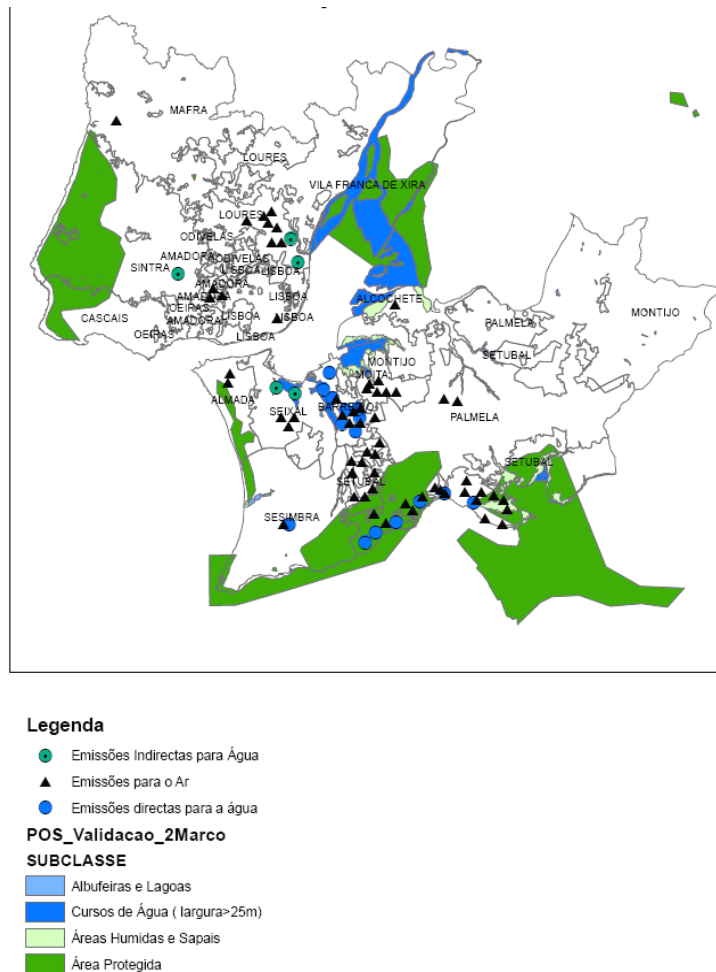 MAFRA
LOURES
VILA FRANCA DE XIRA
LOURES
ODIVELAS
AMADORA
ODIVELAS
SINTRA
LISBOA
LISBOA
AMADORA
AMADORA
LISBOA
OEIRAS
CASCAIS
AMADORA
LISBOA
LISBOA
OEIRAS
LISBOA
ALCOCHETE
PALMELA
MONTIJO
SETUBAL
MONTIJO
MOITA
ALMADA
SEIXAL
BARREIRO
PALMELA
SETUBAL
SETUBAL
SESIMBRA
Legenda
Emissões Indirectas para Água
Emissões para o Ar
Emissões directas para a água
POS_Validacao_2Marco
SUBCLASSE
Albufeiras e Lagoas
Cursos de Água ( largura>25m)
Áreas Humidas e Sapais
Área Protegida